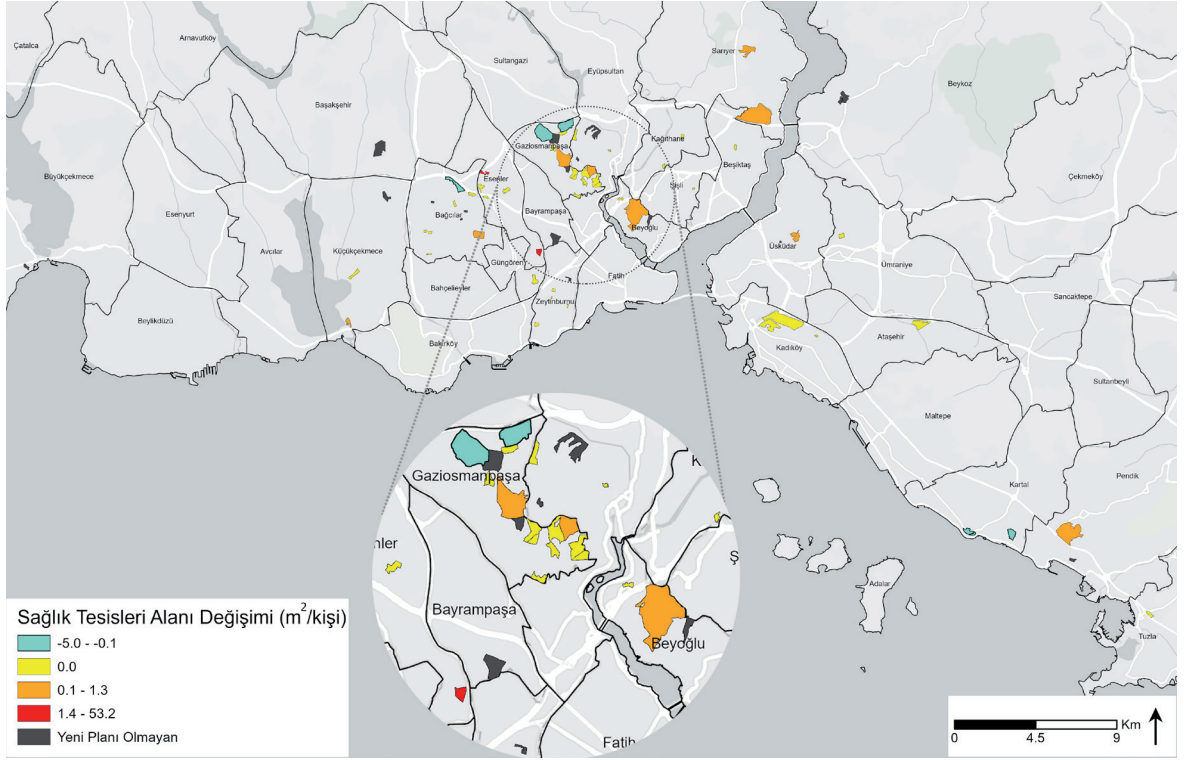 Çatalca
Arnavutköy
Sultangazi
Eyüpsultan
Sarıyer
Beykoz
Başakşehir
Gaziosmanpaşa
Kağıthane
Beşiktaş
Büyükçekmece
Esenler
Şişli
Çekmeköy
Esenyurt
Bağcılar
Bayrampaşa
Beyoğlu
Avcılar
Küçükçekmece
Üsküdar
Ümraniye
Güngören
Fatih
Bahçelievler
Zeytinburnu
Sancaktepe
Beylikdüzü
Bakırköy
Kadıköy
Ataşehir
Sultanbeyli
Maltepe
Kartal
Pendik
Adalar
Tuzla
Gaziosmanpaşa
K
nler
Ş
Bayrampaşa
Beyoğlu
Fatih
Sağlık Tesisleri Alanı Değişimi (m²/kişi)
-5.0 - -0.1
0.0
0.1 - 1.3
1.4 - 53.2
Yeni Planı Olmayan
Km
0 4.5 9